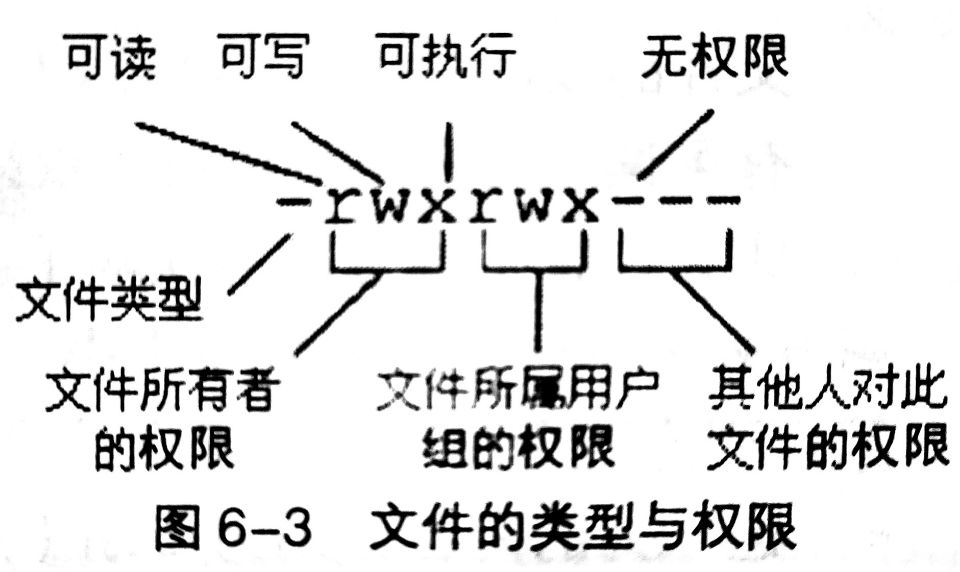 可读 可写 可执行 无权限
-rwxrwx---
文件类型
文件所有者
的权限
文件所属用户
组的权限
其他人对此
文件的权限
图 6-3 文件的类型与权限